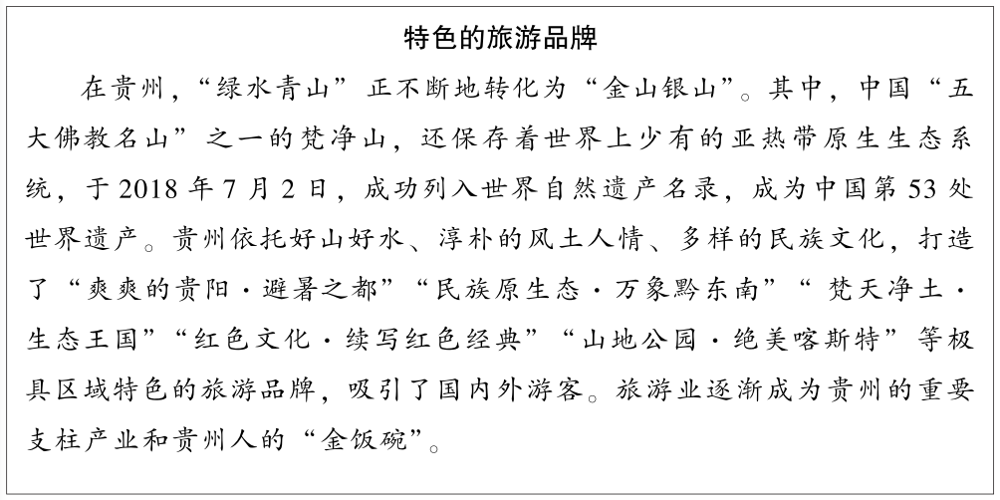 特色的旅游品牌
在贵州，“绿水青山”正不断地转化为“金山银山”。其中，中国“五
大佛教名山”之一的梵净山，还保存着世界上少有的亚热带原生生态系
统，于 2018 年 7 月 2 日，成功列入世界自然遗产名录，成为中国第 53 处
世界遗产。贵州依托好山好水、淳朴的风土人情、多样的民族文化，打造
了“爽爽的贵阳·避暑之都”“民族原生态·万象黔东南”“ 梵天净土·
生态王国”“红色文化·续写红色经典”“山地公园·绝美喀斯特”等极
具区域特色的旅游品牌，吸引了国内外游客。旅游业逐渐成为贵州的重要
支柱产业和贵州人的“金饭碗”。